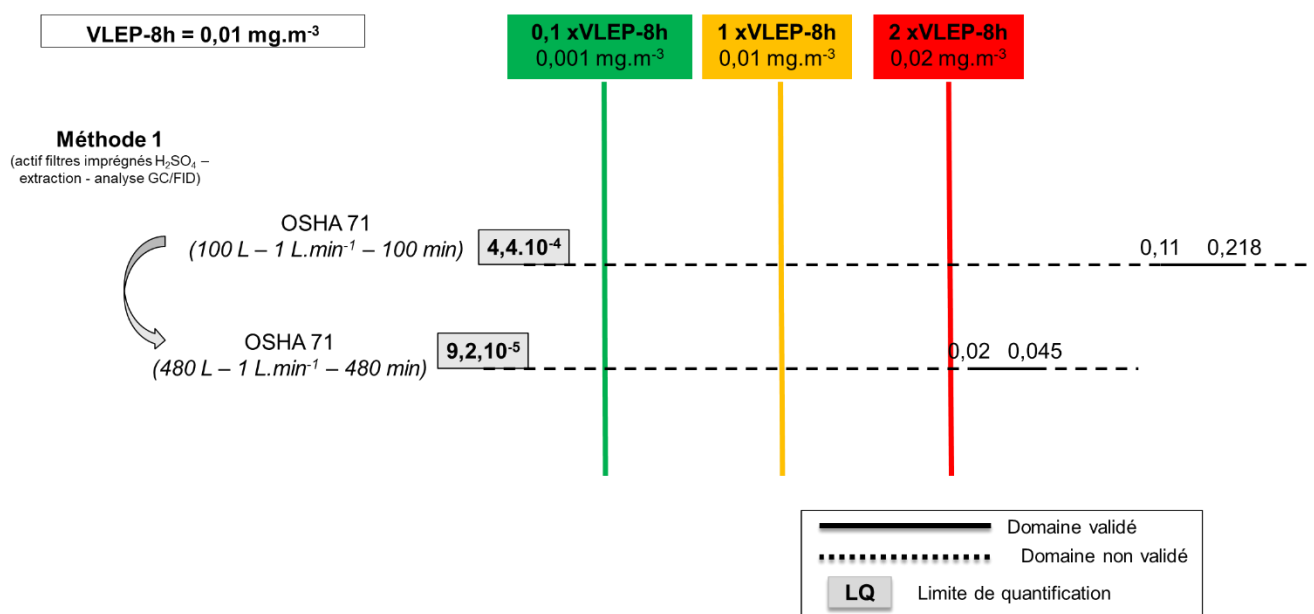 VLEP-8h = 0,01 mg.m⁻³
0,1 xVLEP-8h
0,001 mg.m⁻³
1 xVLEP-8h
0,01 mg.m⁻³
2 xVLEP-8h
0,02 mg.m⁻³
Méthode 1
(actif filtres imprégnés H₂SO₄ –
extraction - analyse GC/FID)
OSHA 71
(100 L – 1 L.min⁻¹ – 100 min)
4,4.10⁻⁴
0,11
0,218
OSHA 71
(480 L – 1 L.min⁻¹ – 480 min)
9,2,10⁻⁵
0,02
0,045
Domaine validé
Domaine non validé
LQ Limite de quantification